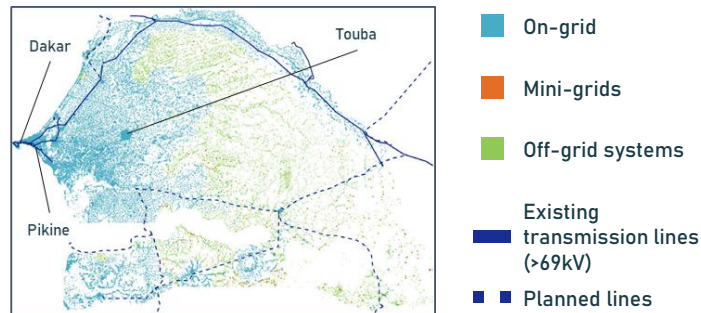 Dakar
Touba
Pikine
On-grid
Mini-grids
Off-grid systems
Existing
transmission lines
(>69kV)
Planned lines